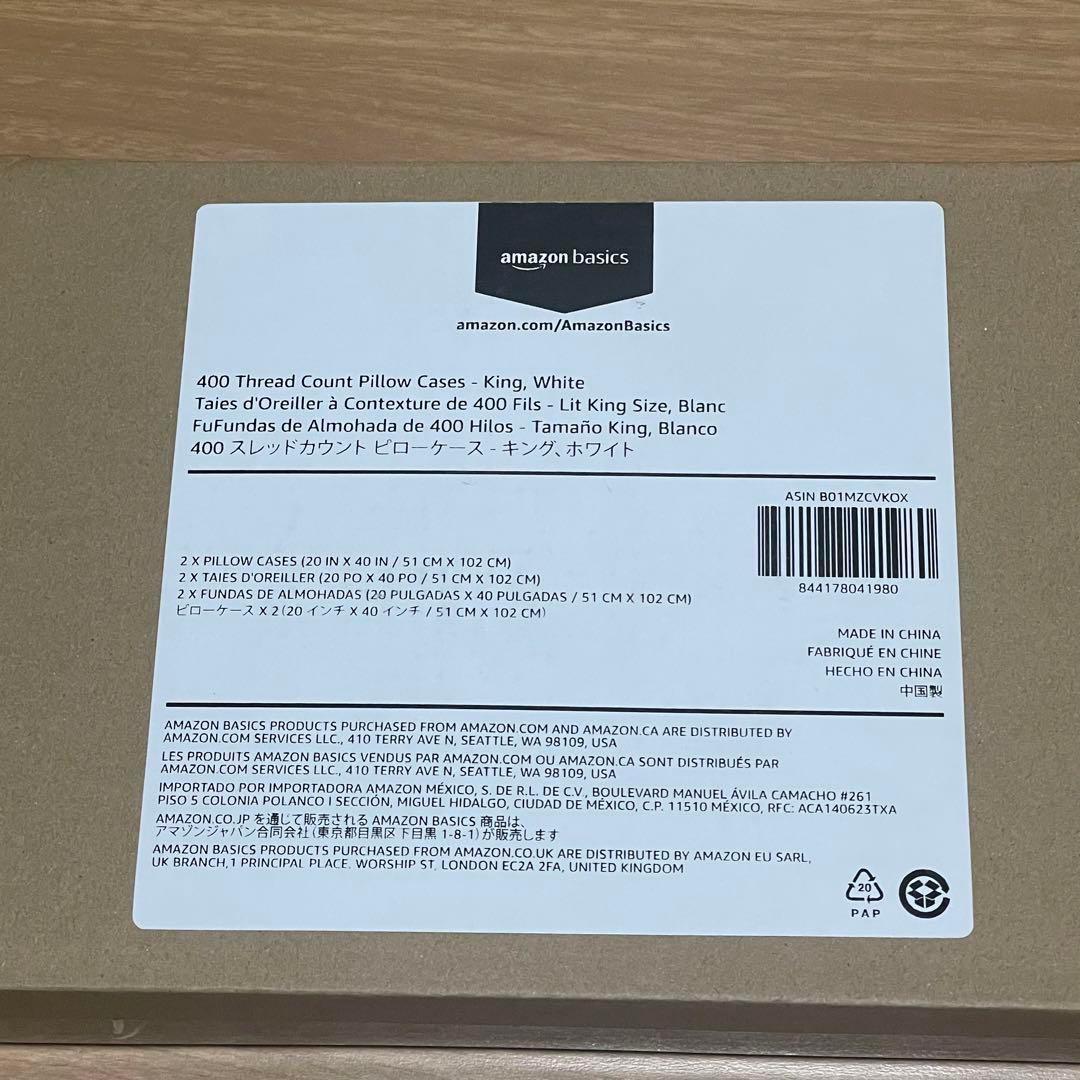 amazon basics
amazon.com/AmazonBasics
400 Thread Count Pillow Cases - King, White
Taies d'Oreiller à Contexture de 400 Fils - Lit King Size, Blanc
FuFundas de Almohada de 400 Hilos - Tamaño King, Blanco
400 スレッドカウント ピローケース - キング、ホワイト
ASIN B01MZCVKOX
844178041980
2 X PILLOW CASES (20 IN X 40 IN / 51 CM X 102 CM)
2 X TAIES D'OREILLER (20 PO X 40 PO / 51 CM X 102 CM)
2 X FUNDAS DE ALMOHADAS (20 PULGADAS X 40 PULGADAS / 51 CM X 102 CM)
ピローケース X 2 (20 インチ X 40 インチ / 51 CM X 102 CM)
MADE IN CHINA
FABRIQUÉ EN CHINE
HECHO EN CHINA
中国製
AMAZON BASICS PRODUCTS PURCHASED FROM AMAZON.COM AND AMAZON.CA ARE DISTRIBUTED BY
AMAZON.COM SERVICES LLC., 410 TERRY AVE N, SEATTLE, WA 98109, USA
LES PRODUITS AMAZON BASICS VENDUS PAR AMAZON.COM OU AMAZON.CA SONT DISTRIBUÉS PAR
AMAZON.COM SERVICES LLC., 410 TERRY AVE N, SEATTLE, WA 98109, USA
IMPORTADO POR IMPORTADORA AMAZON MÉXICO, S. DE R.L. DE C.V., BOULEVARD MANUEL ÁVILA CAMACHO #261
PISO 5 COLONIA POLANCO I SECCIÓN, MIGUEL HIDALGO, CIUDAD DE MÉXICO, C.P. 11510 MÉXICO, RFC: ACA140623TXA
AMAZON.CO.JP を通じて販売される AMAZON BASICS 商品は、
アマゾンジャパン合同会社(東京都目黒区下目黒 1-8-1)が販売します
AMAZON BASICS PRODUCTS PURCHASED FROM AMAZON.CO.UK ARE DISTRIBUTED BY AMAZON EU SARL,
UK BRANCH,1 PRINCIPAL PLACE. WORSHIP ST, LONDON EC2A 2FA, UNITED KINGDOM
20
PAP